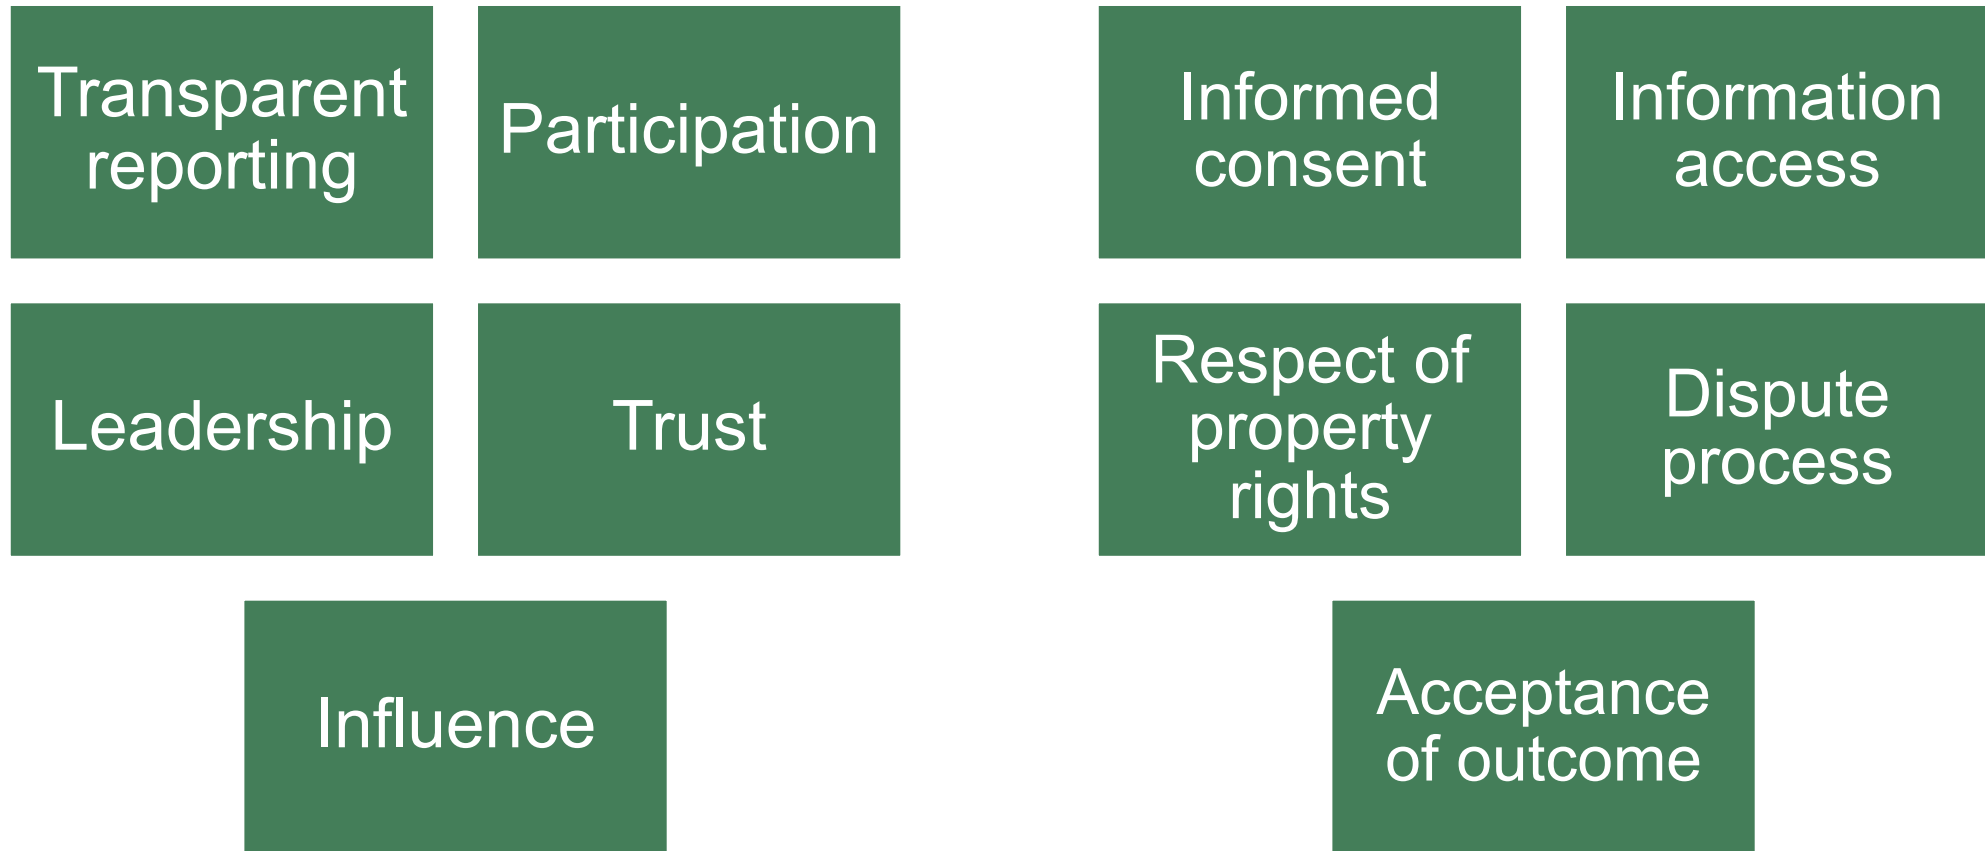 Transparent
reporting
Participation
Leadership
Trust
Influence
Informed
consent
Information
access
Respect of
property
rights
Dispute
process
Acceptance
of outcome